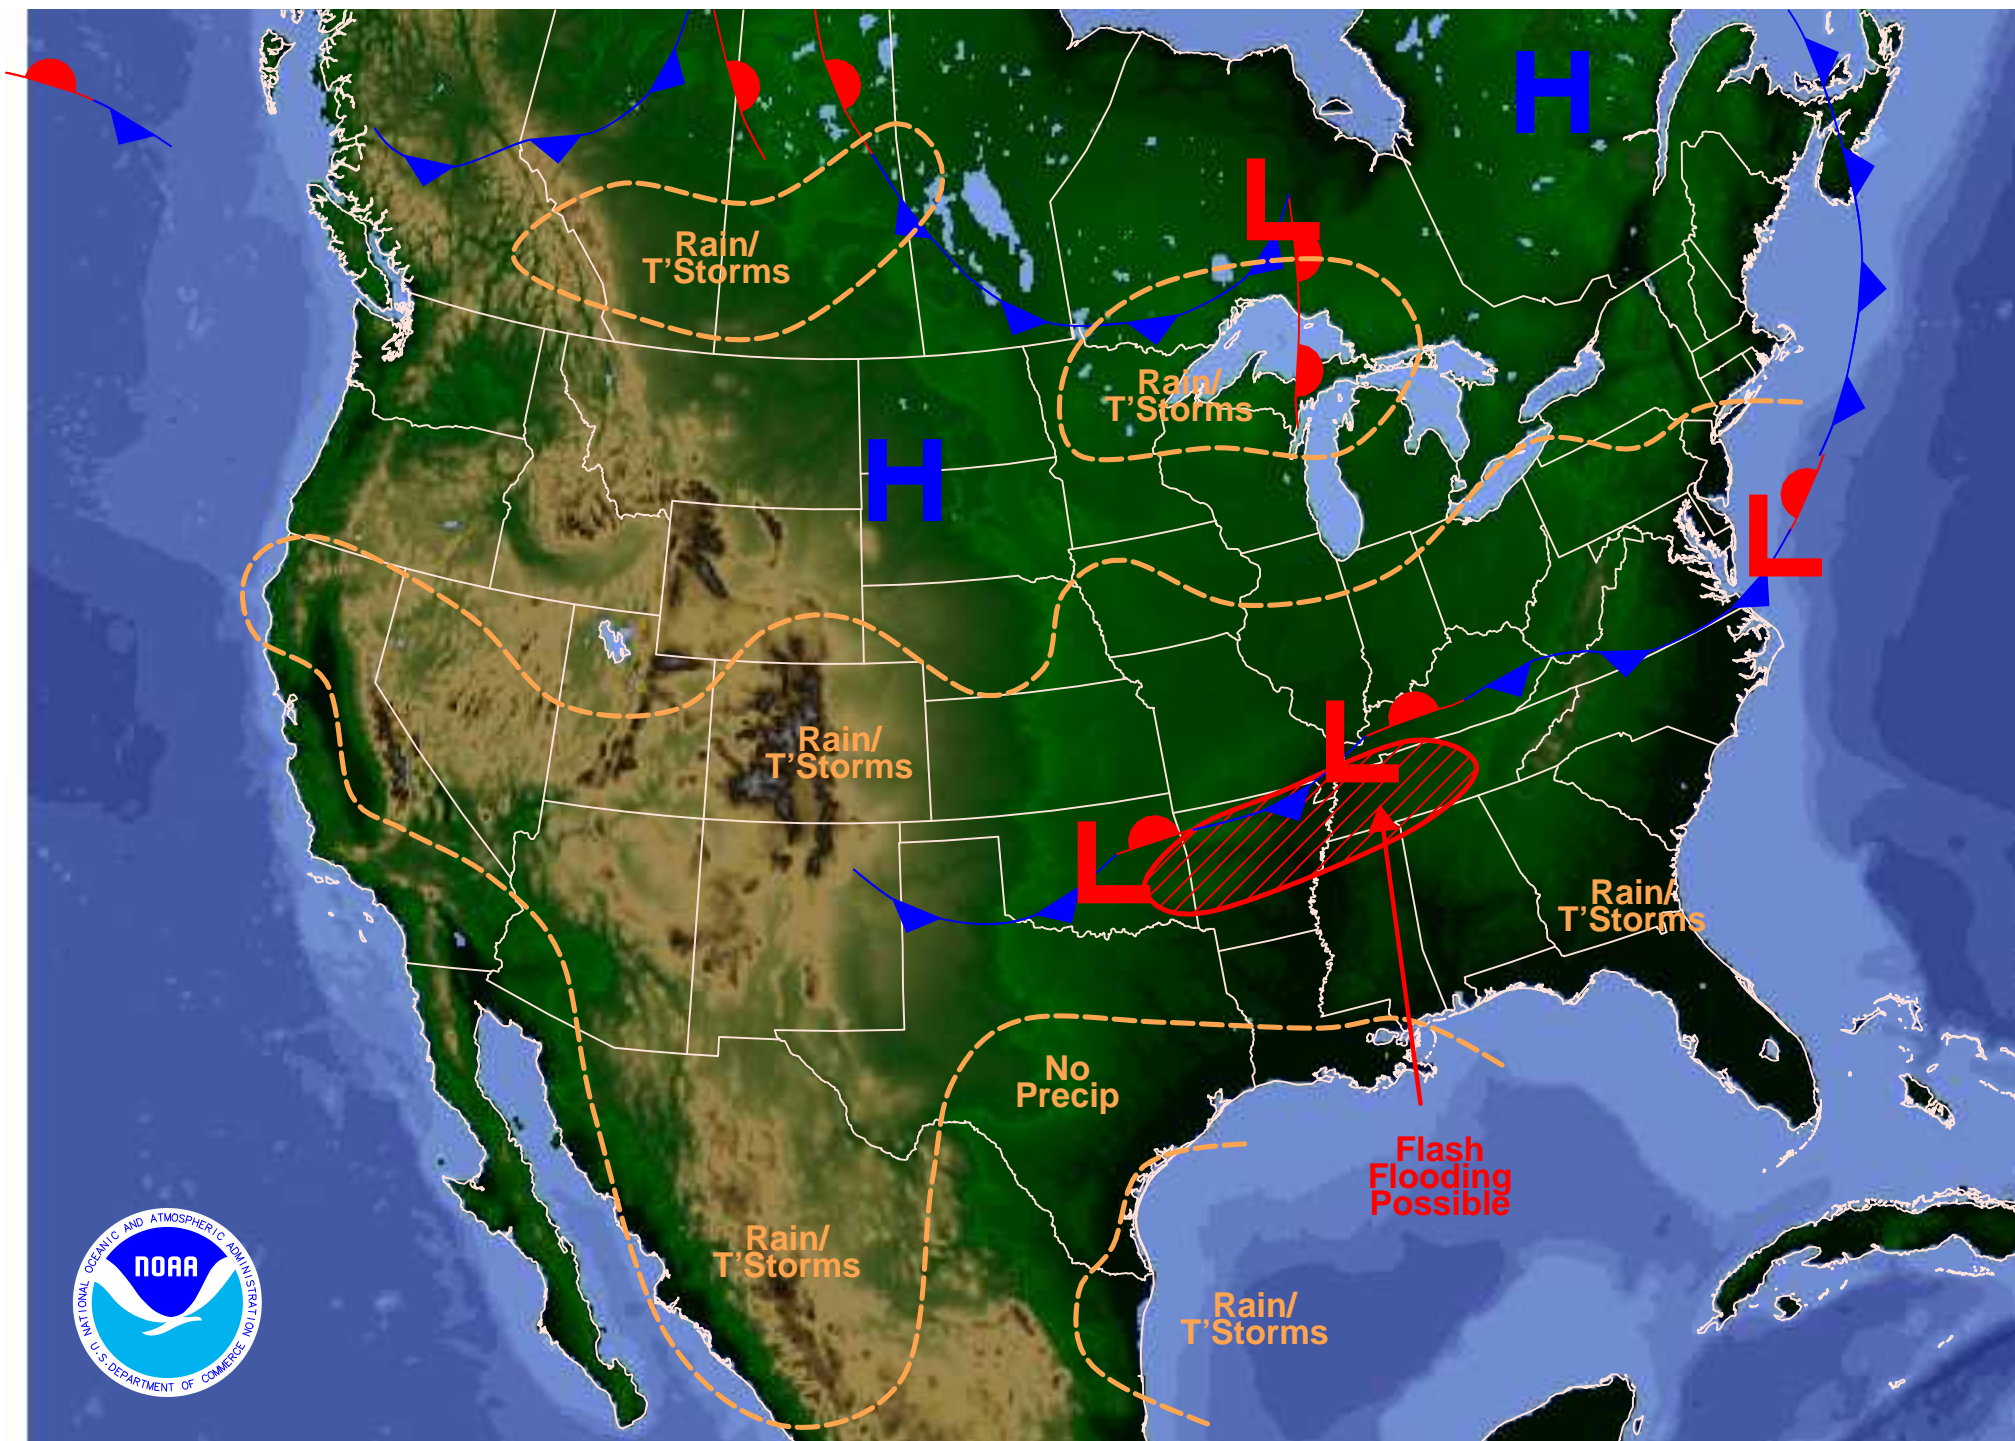 H
L
Rain/
T'Storms
Rain/
T'Storms
H
L
Rain/
T'Storms
L
L
Rain/
T'Storms
No
Precip
Flash
Flooding
Possible
Rain/
T'Storms
Rain/
T'Storms
NATIONAL OCEANIC AND ATMOSPHERIC ADMINISTRATION
NOAA
U.S. DEPARTMENT OF COMMERCE